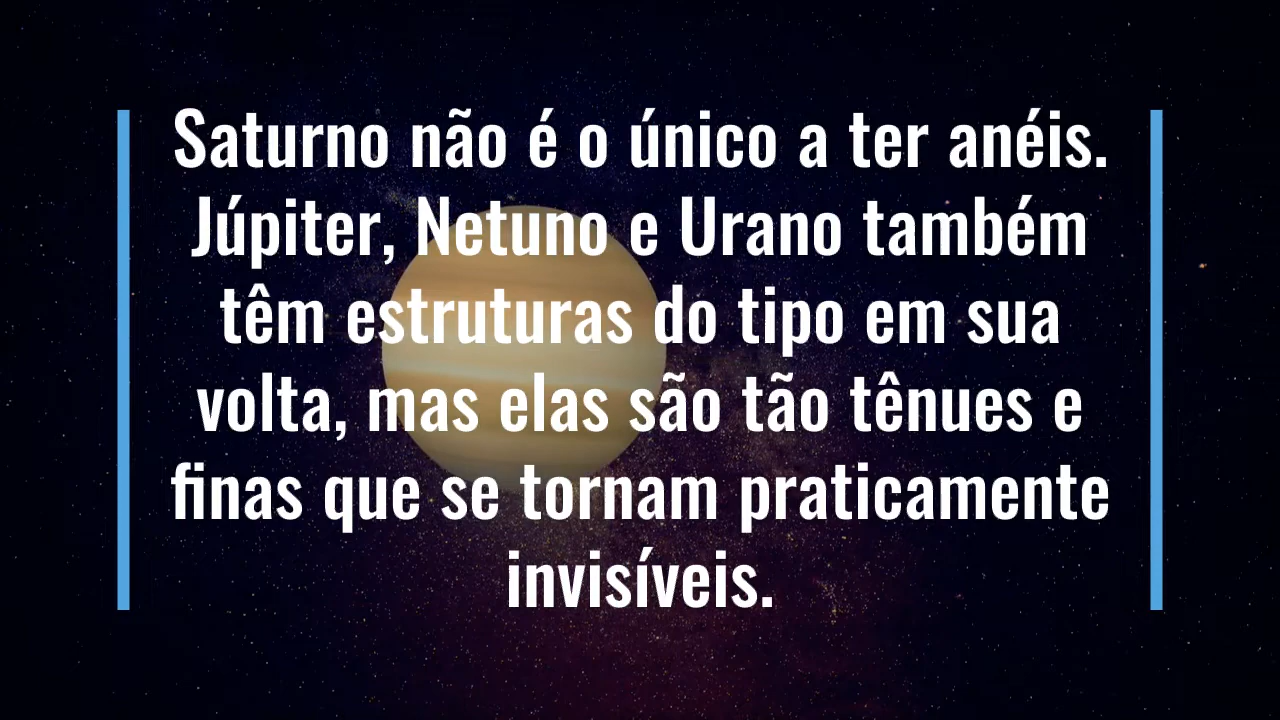 Saturno não é o único a ter anéis.
Júpiter, Netuno e Urano também
têm estruturas do tipo em sua
volta, mas elas são tão tênues e
finas que se tornam praticamente
invisíveis.